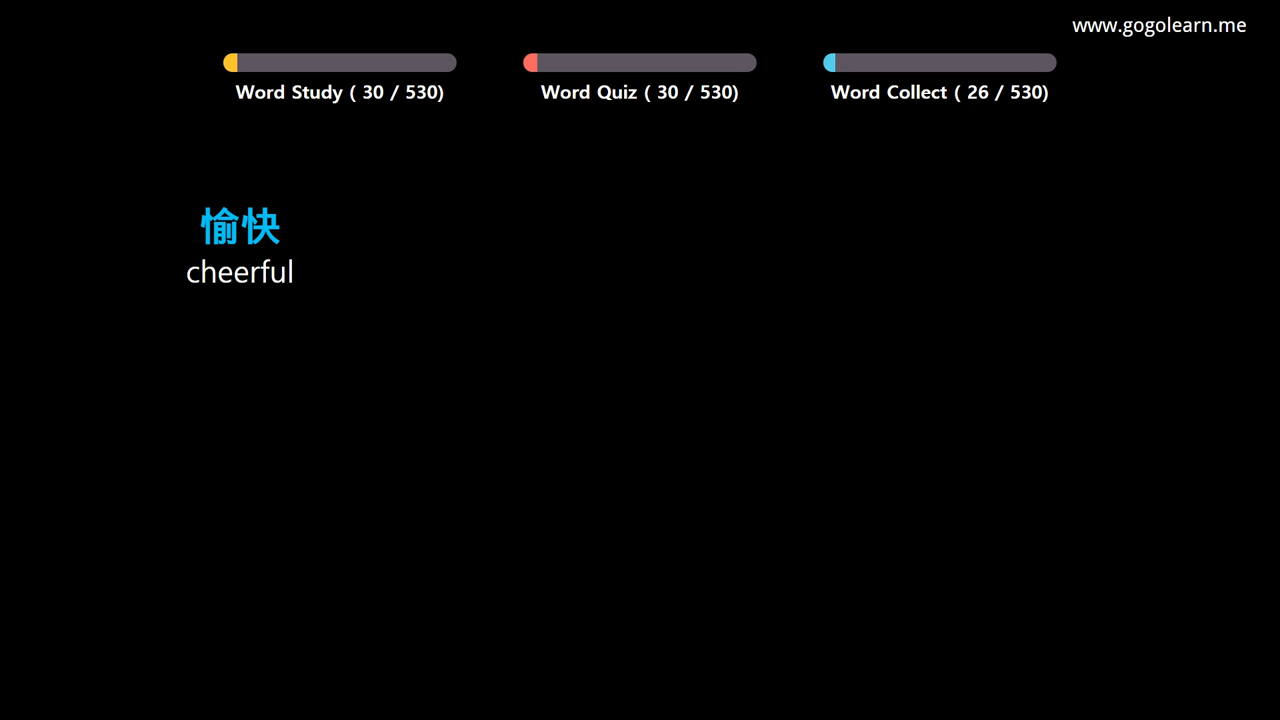 www.gogolearn.me
Word Study ( 30 / 530)
Word Quiz ( 30 / 530)
Word Collect ( 26 / 530)
愉快
cheerful